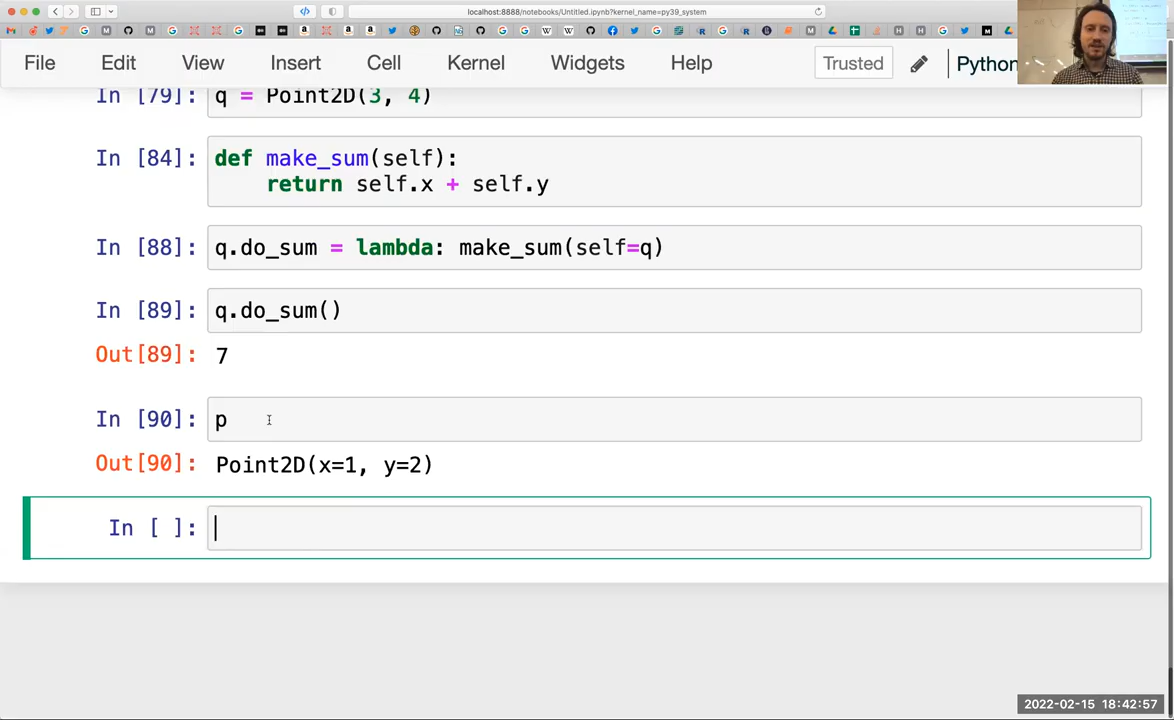 localhost:8888/notebooks/Untitled.ipynb?kernel_name=py39_system
File Edit View Insert Cell Kernel Widgets Help Trusted Python
In [79]: q = Point2D(3, 4)
In [84]: def make_sum(self):
return self.x + self.y
In [88]: q.do_sum = lambda: make_sum(self=q)
In [89]: q.do_sum()
Out[89]: 7
In [90]: p
Out[90]: Point2D(x=1, y=2)
In [ ]:
2022-02-15 18:42:57